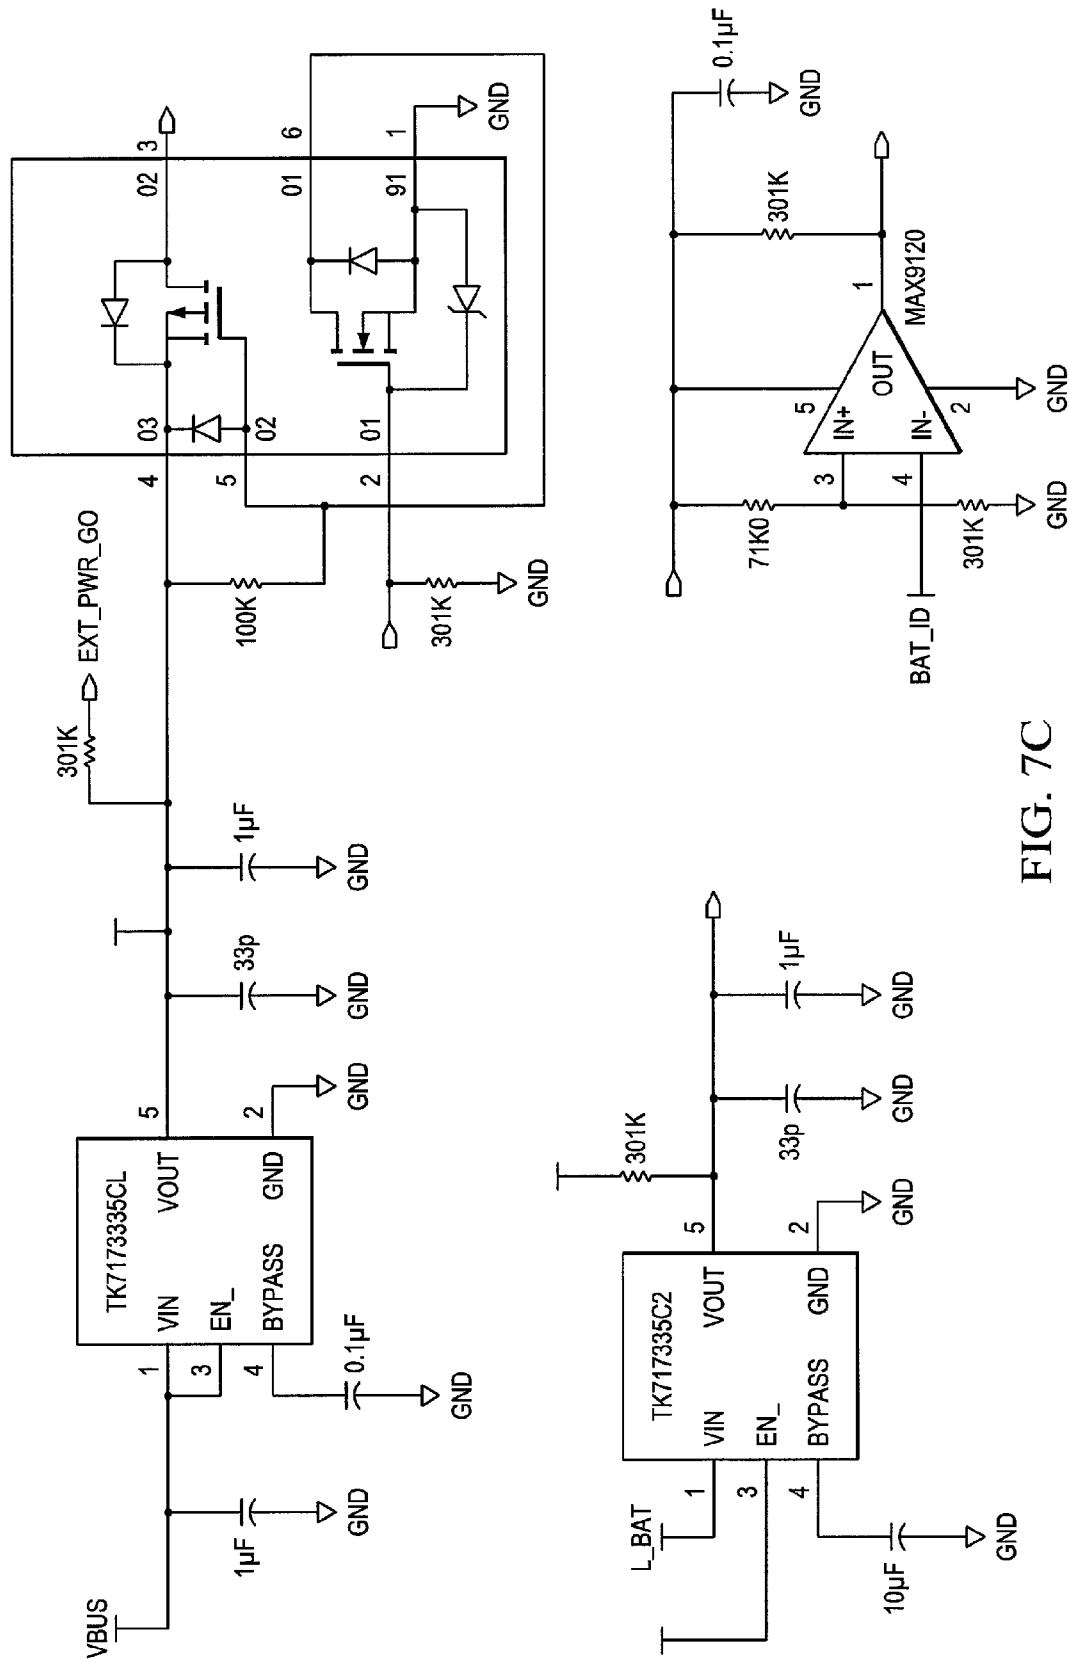 VBUS
1µF
GND
1
3
4
0.1µF
GND
TK7173335CL
VIN
EN_
BYPASS
VOUT
GND
5
2
GND
33p
GND
1µF
GND
301K
EXT_PWR_GO
100K
301K
GND
4
5
2
03
02
01
02
01
91
3
6
1
GND
L_BAT
1
3
4
10µF
GND
TK717335C2
VIN
EN_
BYPASS
VOUT
GND
5
2
GND
301K
33p
GND
1µF
GND
BAT_ID
71K0
301K
GND
3
4
IN+
IN-
OUT
5
2
GND
1
MAX9120
301K
0.1µF
GND
FIG. 7C